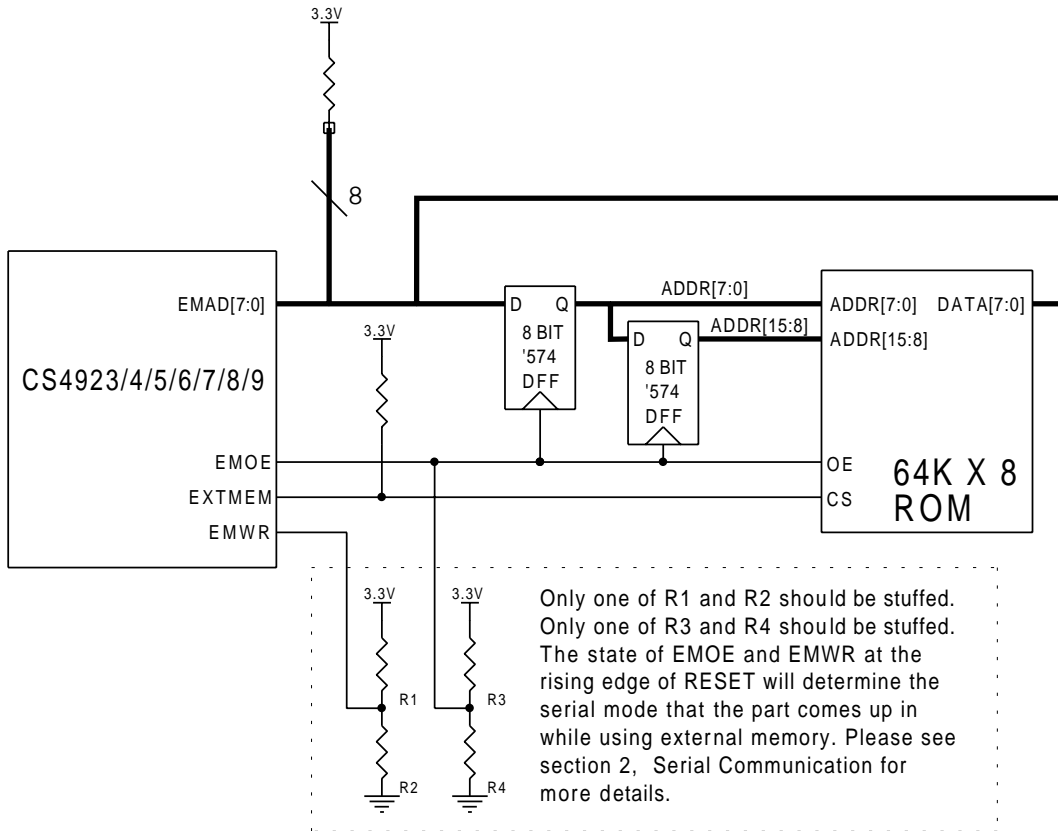 3.3V
8
EMAD[7:0]
CS4923/4/5/6/7/8/9
EMOE
EXTMEM
EMWR
3.3V
D Q
8 BIT
'574
DFF
ADDR[7:0]
D Q
8 BIT
'574
DFF
ADDR[15:8]
ADDR[7:0] DATA[7:0]
ADDR[15:8]
OE
CS
64K X 8
ROM
3.3V
R1
R2
3.3V
R3
R4
Only one of R1 and R2 should be stuffed.
Only one of R3 and R4 should be stuffed.
The state of EMOE and EMWR at the
rising edge of RESET will determine the
serial mode that the part comes up in
while using external memory. Please see
section 2, Serial Communication for
more details.